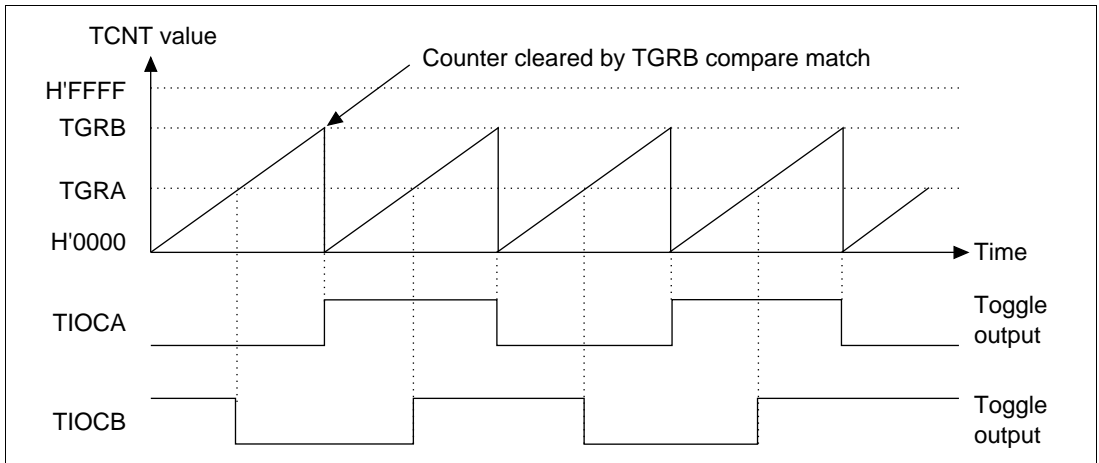 TCNT value
Counter cleared by TGRB compare match
H'FFFF
TGRB
TGRA
H'0000
Time
TIOCA
Toggle
output
TIOCB
Toggle
output